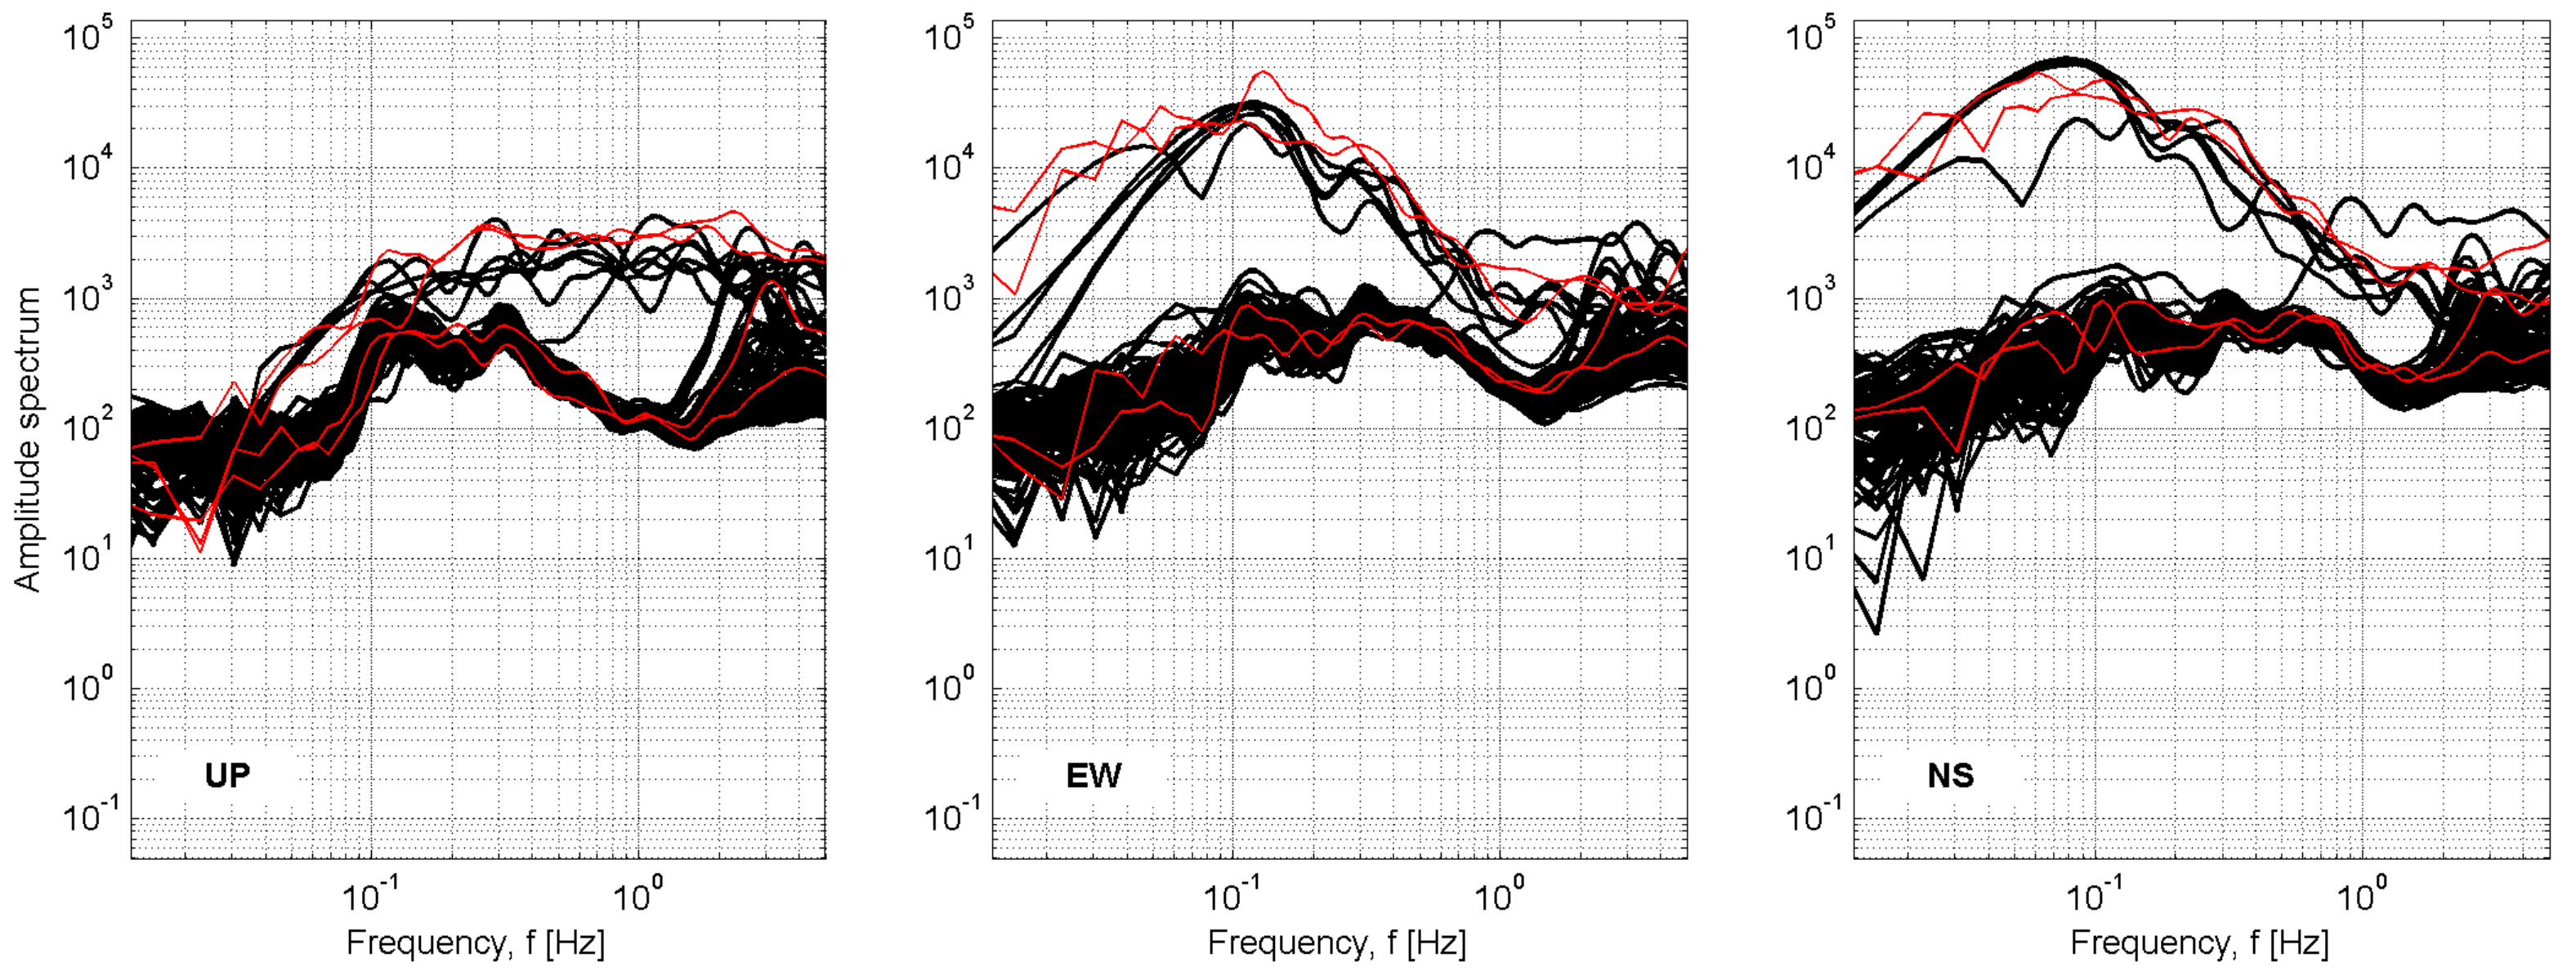 Amplitude spectrum
10^5 10^5 10^5
10^4 10^4 10^4
10^3 10^3 10^3
10^2 10^2 10^2
10^1 10^1 10^1
10^0 10^0 10^0
UP EW NS
10^-1 10^-1 10^-1
10^-1 10^0 10^-1 10^0 10^-1 10^0
Frequency, f [Hz] Frequency, f [Hz] Frequency, f [Hz]